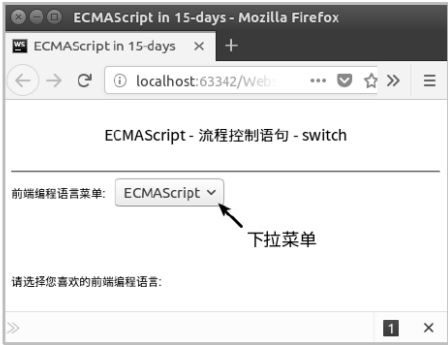 ECMAScript in 15-days - Mozilla Firefox
ECMAScript in 15-days
localhost:63342/Webs
ECMAScript - 流程控制语句 - switch
前端编程语言菜单: ECMAScript
下拉菜单
请选择您喜欢的前端编程语言:
1